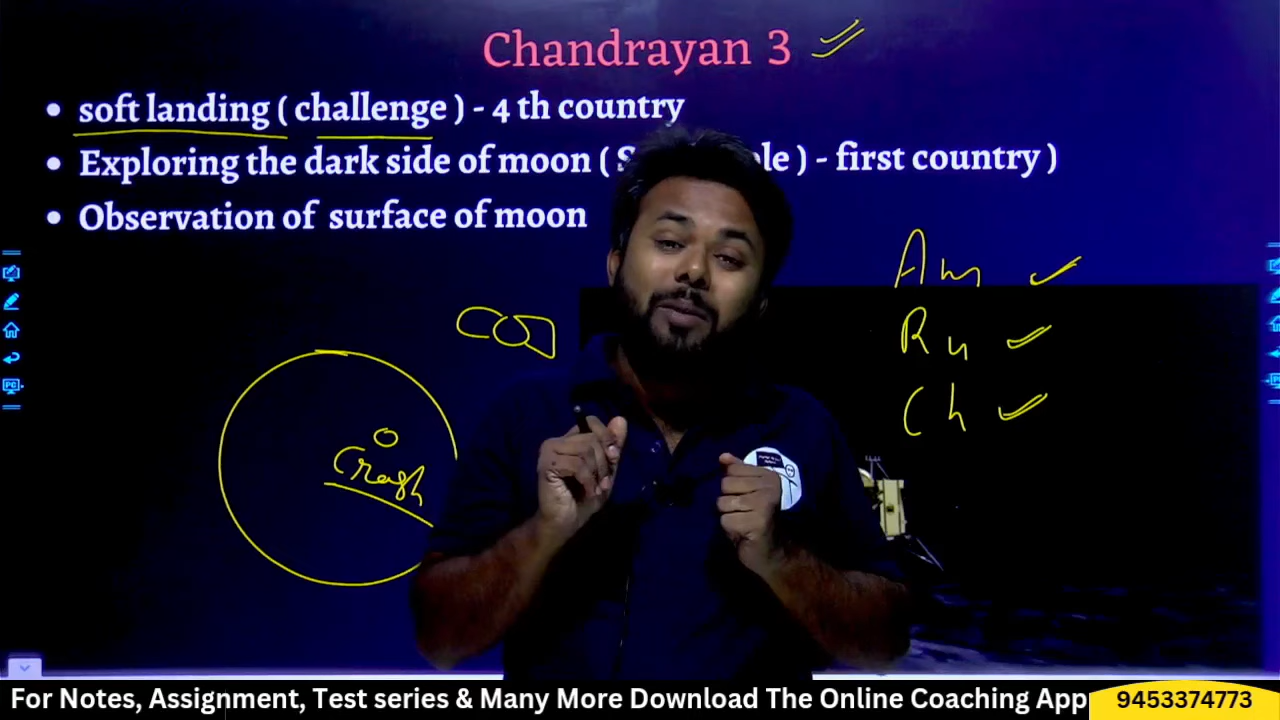 Chandrayan 3
• soft landing ( challenge ) - 4 th country
• Exploring the dark side of moon ( - first country )
• Observation of surface of moon
Am
Ru
Ch
Crash
For Notes, Assignment, Test series & Many More Download The Online Coaching App 9453374773